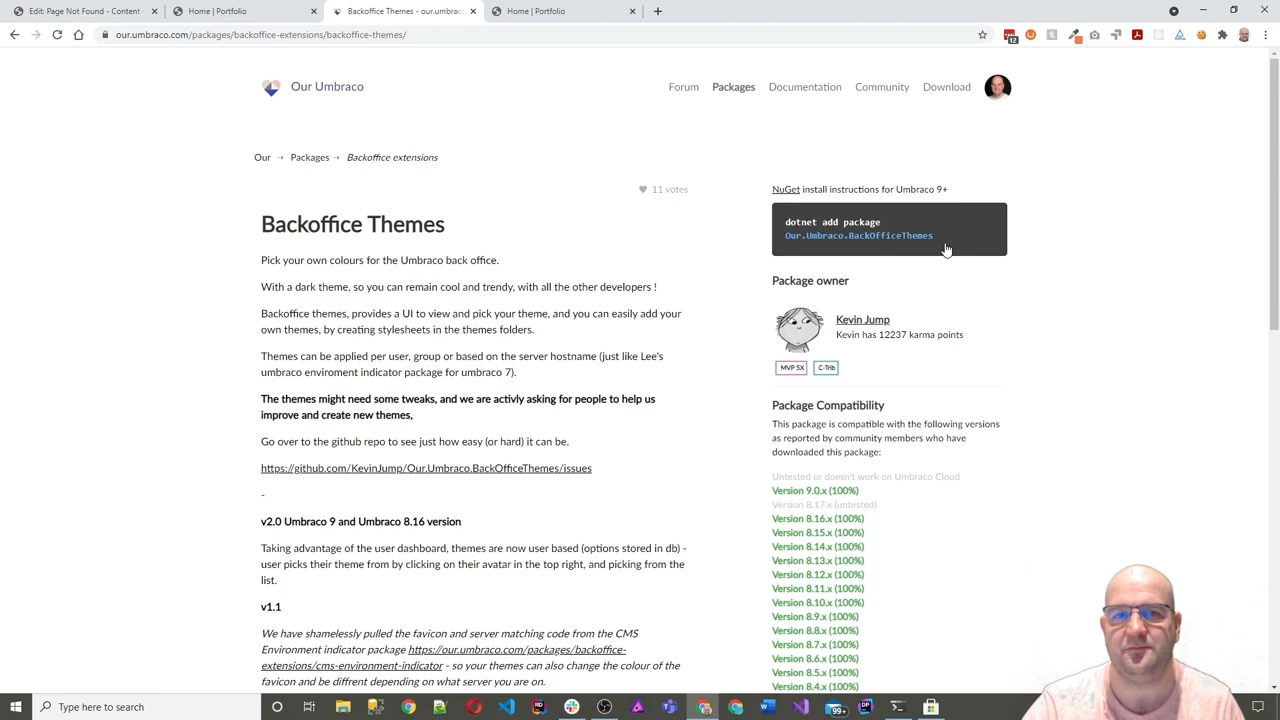 Edit: Page Not Found - Content -
Home | Portfolio
Backoffice Themes - our.umbraco.
Home | Portfolio
our.umbraco.com/packages/backoffice-extensions/backoffice-themes/
12
Our Umbraco
Forum
Packages
Documentation
Community
Download
Our → Packages → Backoffice extensions
11 votes
Backoffice Themes
Pick your own colours for the Umbraco back office.
With a dark theme, so you can remain cool and trendy, with all the other developers !
Backoffice themes, provides a UI to view and pick your theme, and you can easily add your
own themes, by creating stylesheets in the themes folders.
Themes can be applied per user, group or based on the server hostname (just like Lee's
umbraco enviroment indicator package for umbraco 7).
The themes might need some tweaks, and we are activly asking for people to help us
improve and create new themes,
Go over to the github repo to see just how easy (or hard) it can be.
https://github.com/KevinJump/Our.Umbraco.BackOfficeThemes/issues
-
v2.0 Umbraco 9 and Umbraco 8.16 version
Taking advantage of the user dashboard, themes are now user based (options stored in db) -
user picks their theme from by clicking on their avatar in the top right, and picking from the
list.
v1.1
We have shamelessly pulled the favicon and server matching code from the CMS
Environment indicator package https://our.umbraco.com/packages/backoffice-
extensions/cms-environment-indicator - so your themes can also change the colour of the
favicon and be diffrent depending on what server you are on.
NuGet install instructions for Umbraco 9+
dotnet add package
Our.Umbraco.BackOfficeThemes
Package owner
Kevin Jump
Kevin has 12237 karma points
MVP 5X
C-Trib
Package Compatibility
This package is compatible with the following versions
as reported by community members who have
downloaded this package:
Untested or doesn't work on Umbraco Cloud
Version 9.0.x (100%)
Version 8.17.x (untested)
Version 8.16.x (100%)
Version 8.15.x (100%)
Version 8.14.x (100%)
Version 8.13.x (100%)
Version 8.12.x (100%)
Version 8.11.x (100%)
Version 8.10.x (100%)
Version 8.9.x (100%)
Version 8.8.x (100%)
Version 8.7.x (100%)
Version 8.6.x (100%)
Version 8.5.x (100%)
Version 8.4.x (100%)
Type here to search
99+